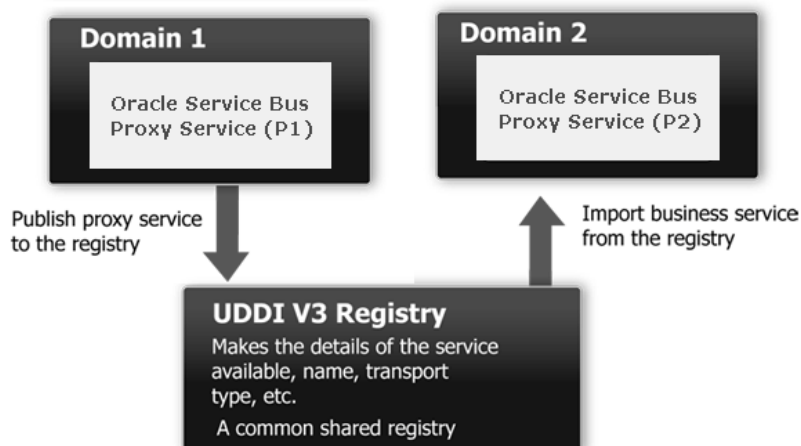 Domain 1
Oracle Service Bus
Proxy Service (P1)
Domain 2
Oracle Service Bus
Proxy Service (P2)
Publish proxy service
to the registry
Import business service
from the registry
UDDI V3 Registry
Makes the details of the service
available, name, transport
type, etc.
A common shared registry